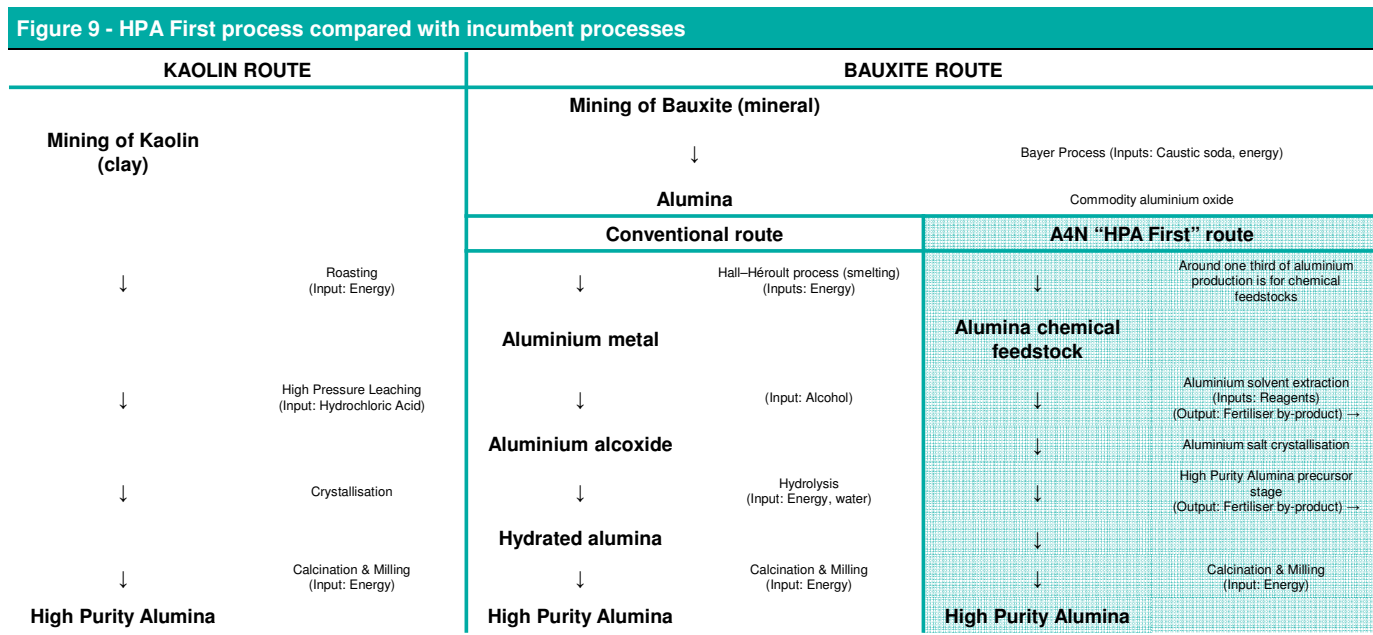 Figure 9 - HPA First process compared with incumbent processes
KAOLIN ROUTE
BAUXITE ROUTE
Mining of Bauxite (mineral)
Mining of Kaolin
(clay)
↓
Bayer Process (Inputs: Caustic soda, energy)
Alumina
Commodity aluminium oxide
Conventional route
A4N “HPA First” route
↓
Roasting
(Input: Energy)
↓
Hall–Héroult process (smelting)
(Inputs: Energy)
↓
Around one third of aluminium
production is for chemical
feedstocks
Aluminium metal
Alumina chemical
feedstock
↓
High Pressure Leaching
(Input: Hydrochloric Acid)
↓
(Input: Alcohol)
↓
Aluminium solvent extraction
(Inputs: Reagents)
(Output: Fertiliser by-product) →
Aluminium alcoxide
↓
Aluminium salt crystallisation
↓
Crystallisation
↓
Hydrolysis
(Input: Energy, water)
↓
High Purity Alumina precursor
stage
(Output: Fertiliser by-product) →
Hydrated alumina
↓
↓
Calcination & Milling
(Input: Energy)
↓
Calcination & Milling
(Input: Energy)
↓
Calcination & Milling
(Input: Energy)
High Purity Alumina
High Purity Alumina
High Purity Alumina